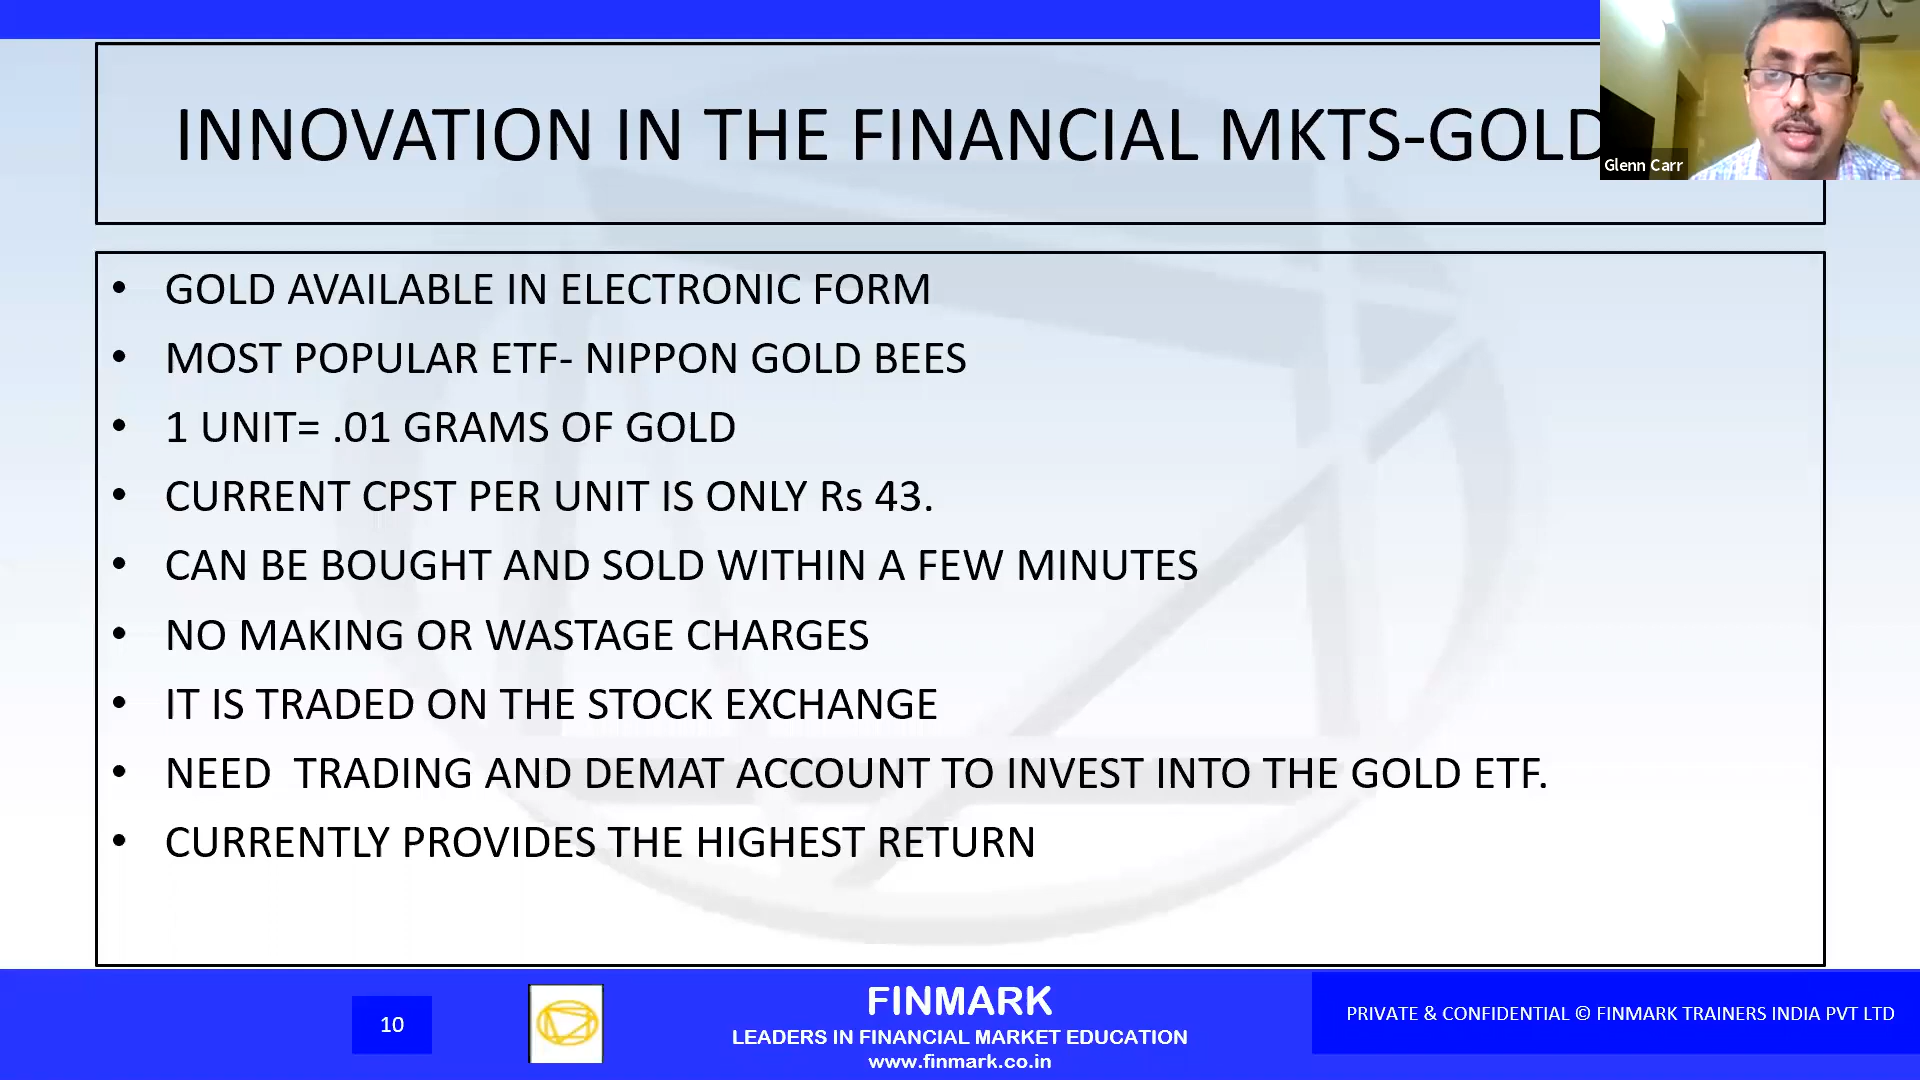 INNOVATION IN THE FINANCIAL MKTS-GOLD
Glenn Carr
• GOLD AVAILABLE IN ELECTRONIC FORM
• MOST POPULAR ETF- NIPPON GOLD BEES
• 1 UNIT= .01 GRAMS OF GOLD
• CURRENT CPST PER UNIT IS ONLY Rs 43.
• CAN BE BOUGHT AND SOLD WITHIN A FEW MINUTES
• NO MAKING OR WASTAGE CHARGES
• IT IS TRADED ON THE STOCK EXCHANGE
• NEED  TRADING AND DEMAT ACCOUNT TO INVEST INTO THE GOLD ETF.
• CURRENTLY PROVIDES THE HIGHEST RETURN
10
FINMARK
LEADERS IN FINANCIAL MARKET EDUCATION
www.finmark.co.in
PRIVATE & CONFIDENTIAL © FINMARK TRAINERS INDIA PVT LTD